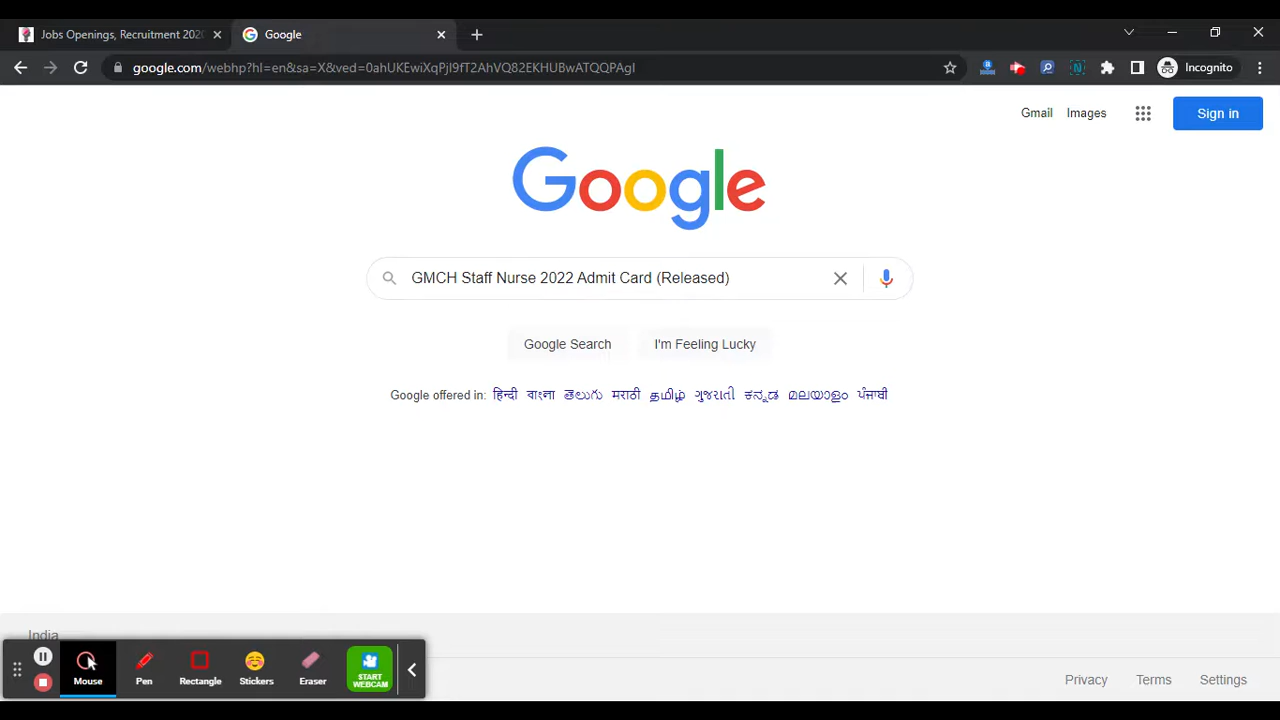 Jobs Openings, Recruitment 202
Google
google.com/webhp?hl=en&sa=X&ved=0ahUKEwiXqPjI9fT2AhVQ82EKHUBwATQQPAgI
Incognito
Gmail Images
Sign in
Google
GMCH Staff Nurse 2022 Admit Card (Released)
Google Search I'm Feeling Lucky
Google offered in: हिन्दी বাংলা తెలుగు मराठी தமிழ் ગુજરાતી ಕನ್ನಡ മലയാളം ਪੰਜਾਬੀ
India
Mouse Pen Rectangle Stickers Eraser START WEBCAM
Privacy Terms Settings